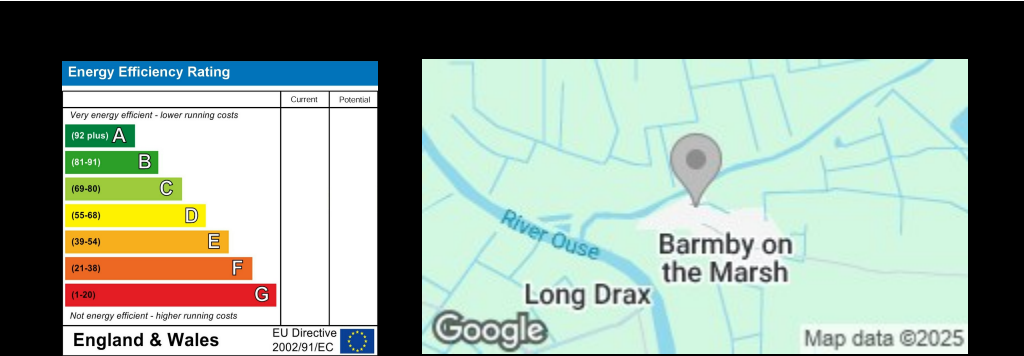 Energy Efficiency Rating
Current Potential
Very energy efficient - lower running costs
(92 plus) A
(81-91) B
(69-80) C
(55-68) D
(39-54) E
(21-38) F
(1-20) G
Not energy efficient - higher running costs
England & Wales
EU Directive
2002/91/EC
River Ouse
Barmby on
the Marsh
Long Drax
Google
Map data ©2025